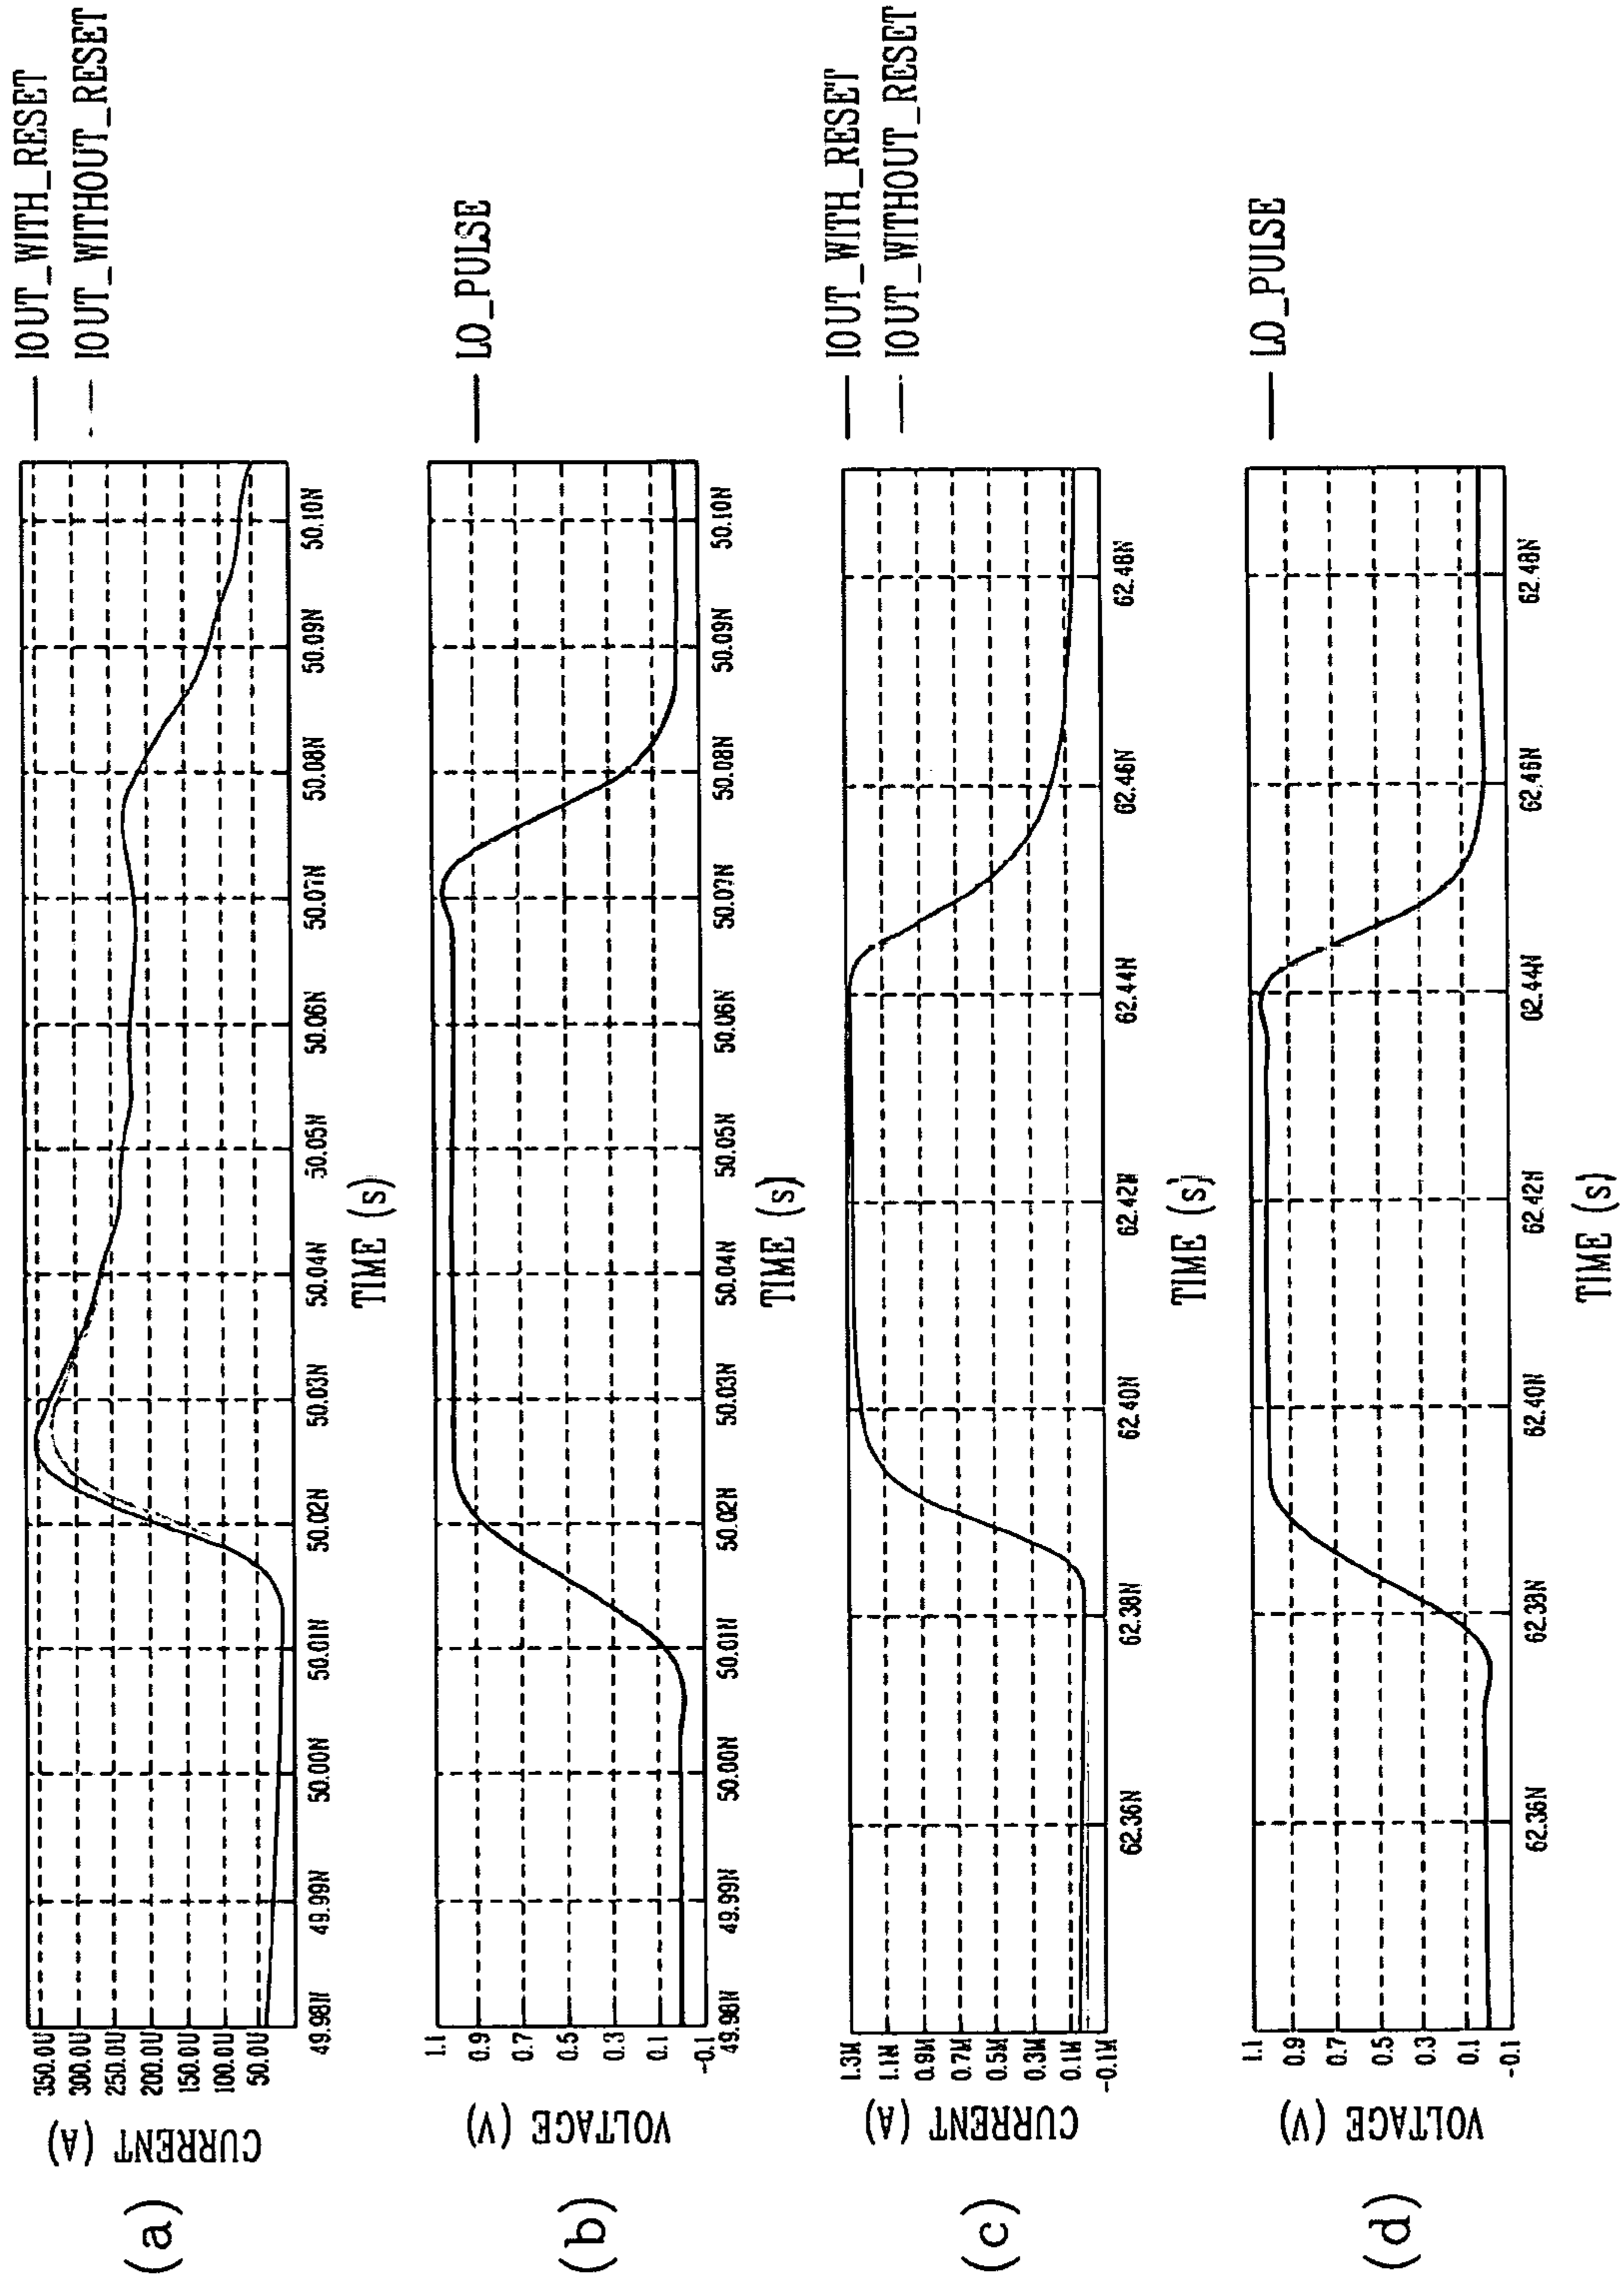 (a)
CURRENT (A)
350.0U
300.0U
250.0U
200.0U
150.0U
100.0U
50.0U
49.98N 49.99N 50.00N 50.01N 50.02N 50.03N 50.04N 50.05N 50.06N 50.07N 50.08N 50.09N 50.10N
TIME (s)
IOUT_WITH_RESET
IOUT_WITHOUT_RESET
(b)
VOLTAGE (V)
1.1
0.9
0.7
0.5
0.3
0.1
-0.1
49.98N 49.99N 50.00N 50.01N 50.02N 50.03N 50.04N 50.05N 50.06N 50.07N 50.08N 50.09N 50.10N
TIME (s)
LO_PULSE
(c)
CURRENT (A)
1.3M
1.1M
0.9M
0.7M
0.5M
0.3M
0.1M
-0.1M
62.36N 62.38N 62.40N 62.42N 62.44N 62.46N 62.48N
TIME (s)
IOUT_WITH_RESET
IOUT_WITHOUT_RESET
(d)
VOLTAGE (V)
1.1
0.9
0.7
0.5
0.3
0.1
-0.1
62.36N 62.38N 62.40N 62.42N 62.44N 62.46N 62.48N
TIME (s)
LO_PULSE